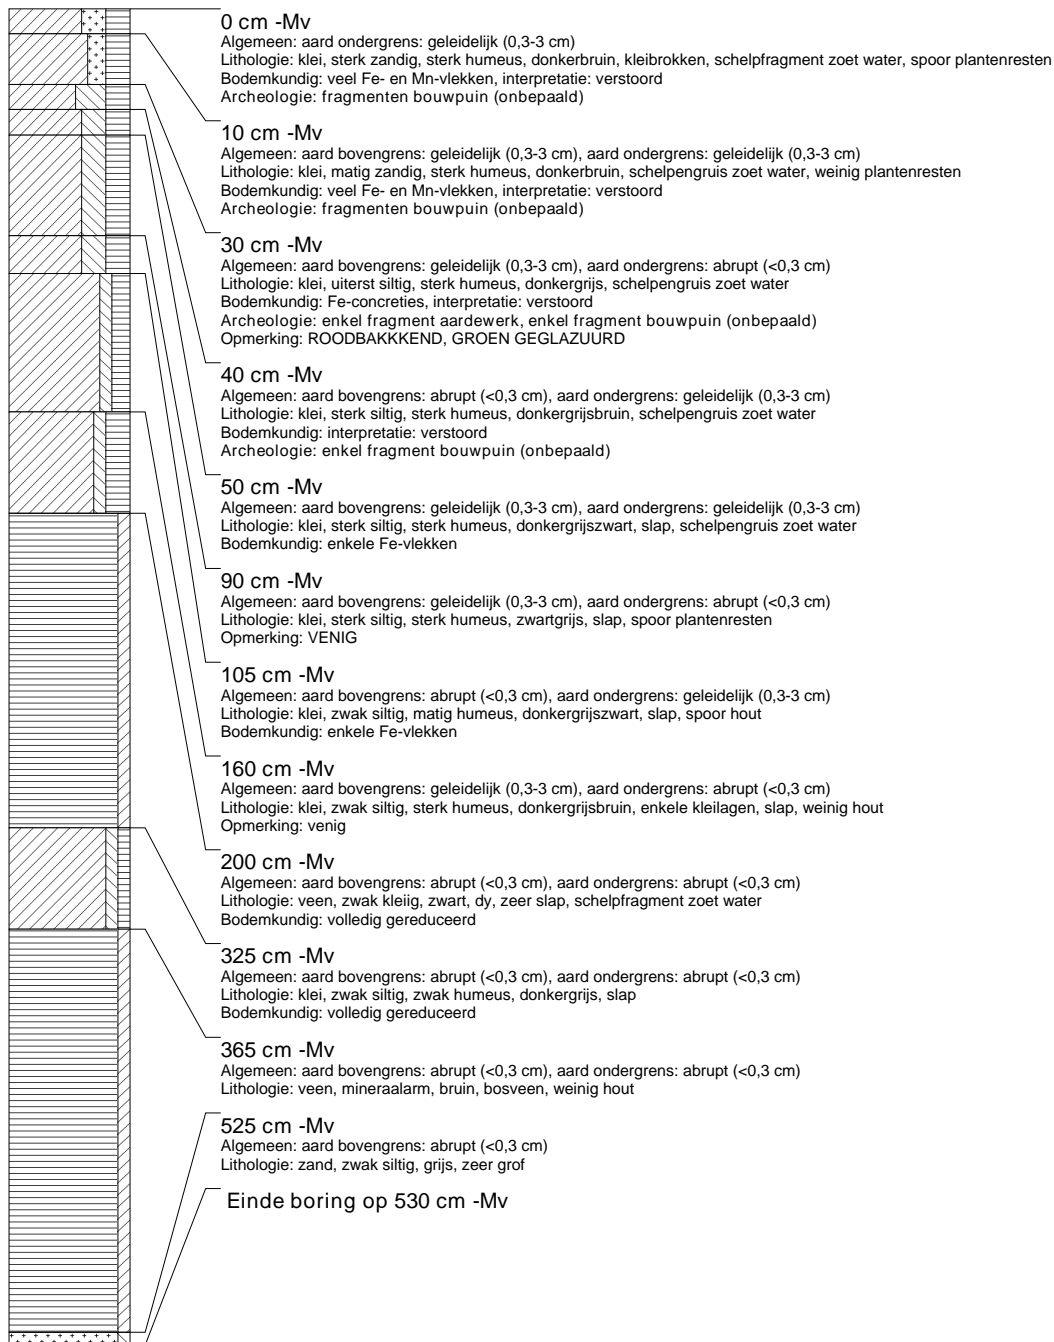 0 cm -Mv
Algemeen: aard ondergrens: geleidelijk (0,3-3 cm)
Lithologie: klei, sterk zandig, sterk humeus, donkerbruin, kleibrokken, schelpfragment zoet water, spoor plantenresten
Bodemkundig: veel Fe- en Mn-vlekken, interpretatie: verstoord
Archeologie: fragmenten bouwpuin (onbepaald)
10 cm -Mv
Algemeen: aard bovengrens: geleidelijk (0,3-3 cm), aard ondergrens: geleidelijk (0,3-3 cm)
Lithologie: klei, matig zandig, sterk humeus, donkerbruin, schelpengruis zoet water, weinig plantenresten
Bodemkundig: veel Fe- en Mn-vlekken, interpretatie: verstoord
Archeologie: fragmenten bouwpuin (onbepaald)
30 cm -Mv
Algemeen: aard bovengrens: geleidelijk (0,3-3 cm), aard ondergrens: abrupt (<0,3 cm)
Lithologie: klei, uiterst siltig, sterk humeus, donkergrijs, schelpengruis zoet water
Bodemkundig: Fe-concreties, interpretatie: verstoord
Archeologie: enkel fragment aardewerk, enkel fragment bouwpuin (onbepaald)
Opmerking: ROODBAKKKEND, GROEN GEGLAZUURD
40 cm -Mv
Algemeen: aard bovengrens: abrupt (<0,3 cm), aard ondergrens: geleidelijk (0,3-3 cm)
Lithologie: klei, sterk siltig, sterk humeus, donkergrijsbruin, schelpengruis zoet water
Bodemkundig: interpretatie: verstoord
Archeologie: enkel fragment bouwpuin (onbepaald)
50 cm -Mv
Algemeen: aard bovengrens: geleidelijk (0,3-3 cm), aard ondergrens: geleidelijk (0,3-3 cm)
Lithologie: klei, sterk siltig, sterk humeus, donkergrijszwart, slap, schelpengruis zoet water
Bodemkundig: enkele Fe-vlekken
90 cm -Mv
Algemeen: aard bovengrens: geleidelijk (0,3-3 cm), aard ondergrens: abrupt (<0,3 cm)
Lithologie: klei, sterk siltig, sterk humeus, zwartgrijs, slap, spoor plantenresten
Opmerking: VENIG
105 cm -Mv
Algemeen: aard bovengrens: abrupt (<0,3 cm), aard ondergrens: geleidelijk (0,3-3 cm)
Lithologie: klei, zwak siltig, matig humeus, donkergrijszwart, slap, spoor hout
Bodemkundig: enkele Fe-vlekken
160 cm -Mv
Algemeen: aard bovengrens: geleidelijk (0,3-3 cm), aard ondergrens: abrupt (<0,3 cm)
Lithologie: klei, zwak siltig, sterk humeus, donkergrijsbruin, enkele kleilagen, slap, weinig hout
Opmerking: venig
200 cm -Mv
Algemeen: aard bovengrens: abrupt (<0,3 cm), aard ondergrens: abrupt (<0,3 cm)
Lithologie: veen, zwak kleiig, zwart, dy, zeer slap, schelpfragment zoet water
Bodemkundig: volledig gereduceerd
325 cm -Mv
Algemeen: aard bovengrens: abrupt (<0,3 cm), aard ondergrens: abrupt (<0,3 cm)
Lithologie: klei, zwak siltig, zwak humeus, donkergrijs, slap
Bodemkundig: volledig gereduceerd
365 cm -Mv
Algemeen: aard bovengrens: abrupt (<0,3 cm), aard ondergrens: abrupt (<0,3 cm)
Lithologie: veen, mineraalarm, bruin, bosveen, weinig hout
525 cm -Mv
Algemeen: aard bovengrens: abrupt (<0,3 cm)
Lithologie: zand, zwak siltig, grijs, zeer grof
Einde boring op 530 cm -Mv